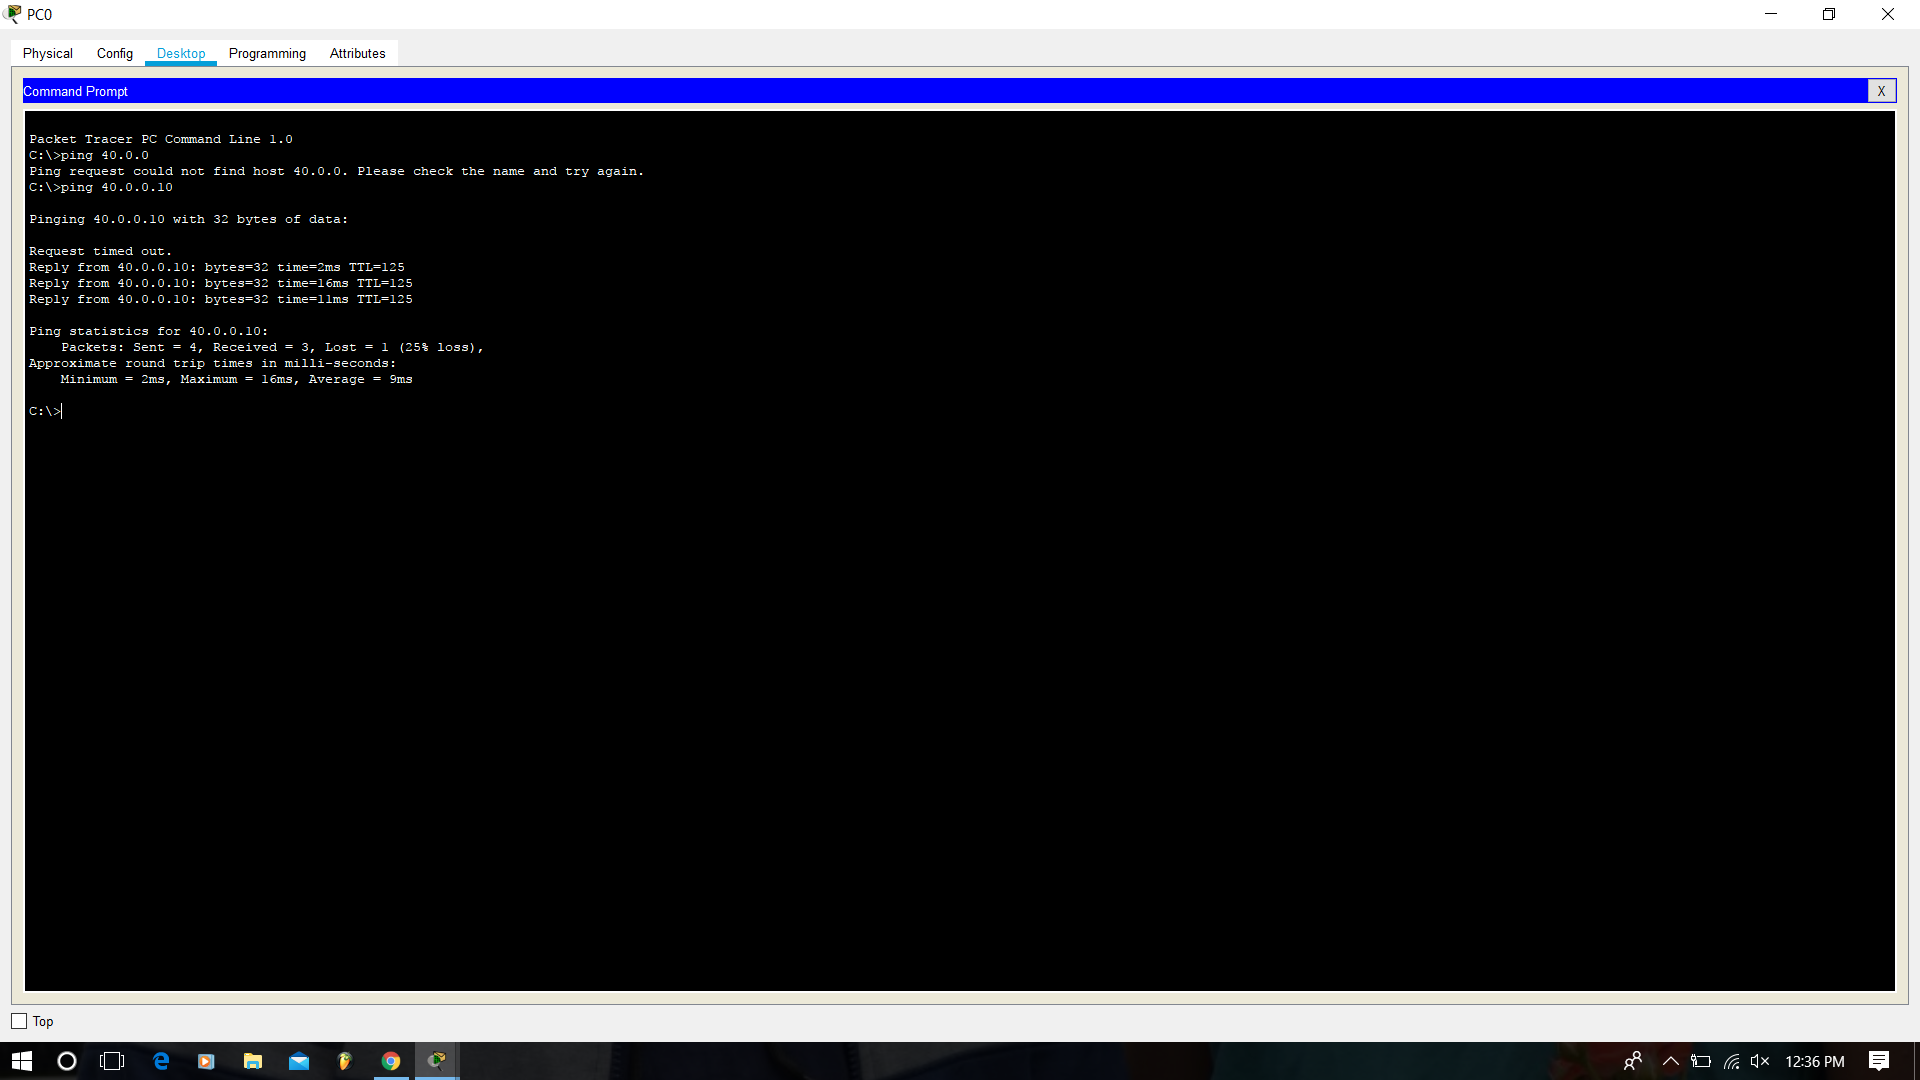 PC0
Physical Config Desktop Programming Attributes
Command Prompt
X
Packet Tracer PC Command Line 1.0
C:\>ping 40.0.0
Ping request could not find host 40.0.0. Please check the name and try again.
C:\>ping 40.0.0.10
Pinging 40.0.0.10 with 32 bytes of data:
Request timed out.
Reply from 40.0.0.10: bytes=32 time=2ms TTL=125
Reply from 40.0.0.10: bytes=32 time=16ms TTL=125
Reply from 40.0.0.10: bytes=32 time=11ms TTL=125
Ping statistics for 40.0.0.10:
Packets: Sent = 4, Received = 3, Lost = 1 (25% loss),
Approximate round trip times in milli-seconds:
Minimum = 2ms, Maximum = 16ms, Average = 9ms
C:\>
Top
12:36 PM